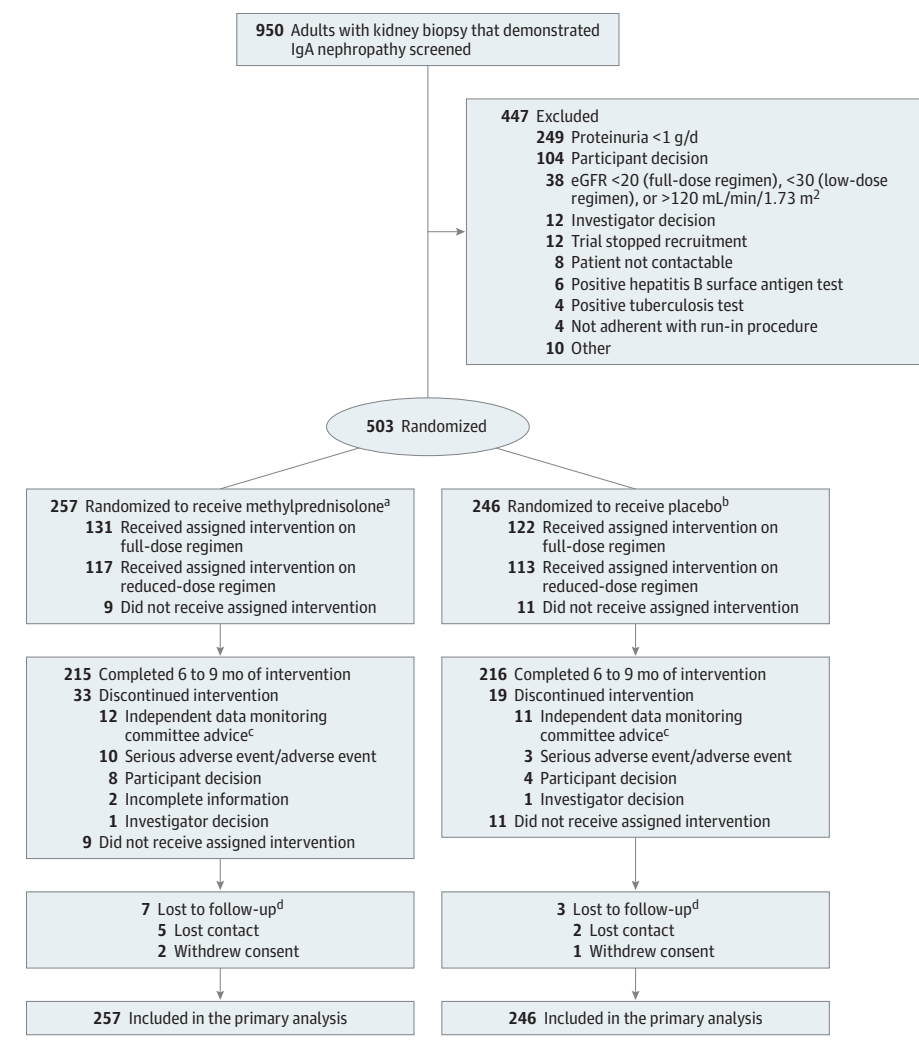 950 Adults with kidney biopsy that demonstrated
IgA nephropathy screened
447 Excluded
249 Proteinuria <1 g/d
104 Participant decision
38 eGFR <20 (full-dose regimen), <30 (low-dose
regimen), or >120 mL/min/1.73 m2
12 Investigator decision
12 Trial stopped recruitment
8 Patient not contactable
6 Positive hepatitis B surface antigen test
4 Positive tuberculosis test
4 Not adherent with run-in procedure
10 Other
503 Randomized
257 Randomized to receive methylprednisolonea
131 Received assigned intervention on
full-dose regimen
117 Received assigned intervention on
reduced-dose regimen
9 Did not receive assigned intervention
246 Randomized to receive placebob
122 Received assigned intervention on
full-dose regimen
113 Received assigned intervention on
reduced-dose regimen
11 Did not receive assigned intervention
215 Completed 6 to 9 mo of intervention
33 Discontinued intervention
12 Independent data monitoring
committee advicec
10 Serious adverse event/adverse event
8 Participant decision
2 Incomplete information
1 Investigator decision
9 Did not receive assigned intervention
216 Completed 6 to 9 mo of intervention
19 Discontinued intervention
11 Independent data monitoring
committee advicec
3 Serious adverse event/adverse event
4 Participant decision
1 Investigator decision
11 Did not receive assigned intervention
7 Lost to follow-upd
5 Lost contact
2 Withdrew consent
3 Lost to follow-upd
2 Lost contact
1 Withdrew consent
257 Included in the primary analysis
246 Included in the primary analysis